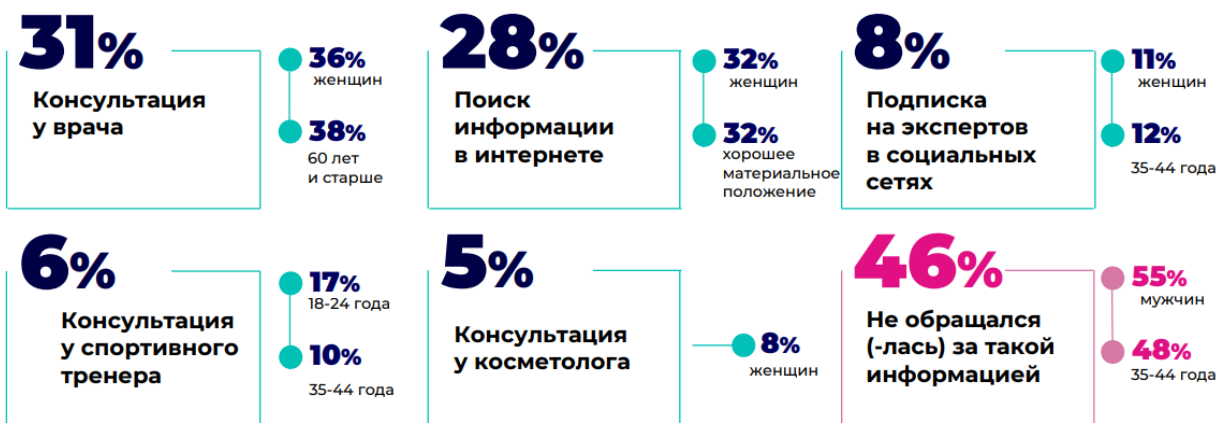 31%
Консультация
у врача
36%
женщин
38%
60 лет
и старше
28%
Поиск
информации
в интернете
32%
женщин
32%
хорошее
материальное
положение
8%
Подписка
на экспертов
в социальных
сетях
11%
женщин
12%
35-44 года
6%
Консультация
у спортивного
тренера
17%
18-24 года
10%
35-44 года
5%
Консультация
у косметолога
8%
женщин
46%
Не обращался
(-лась) за такой
информацией
55%
мужчин
48%
35-44 года